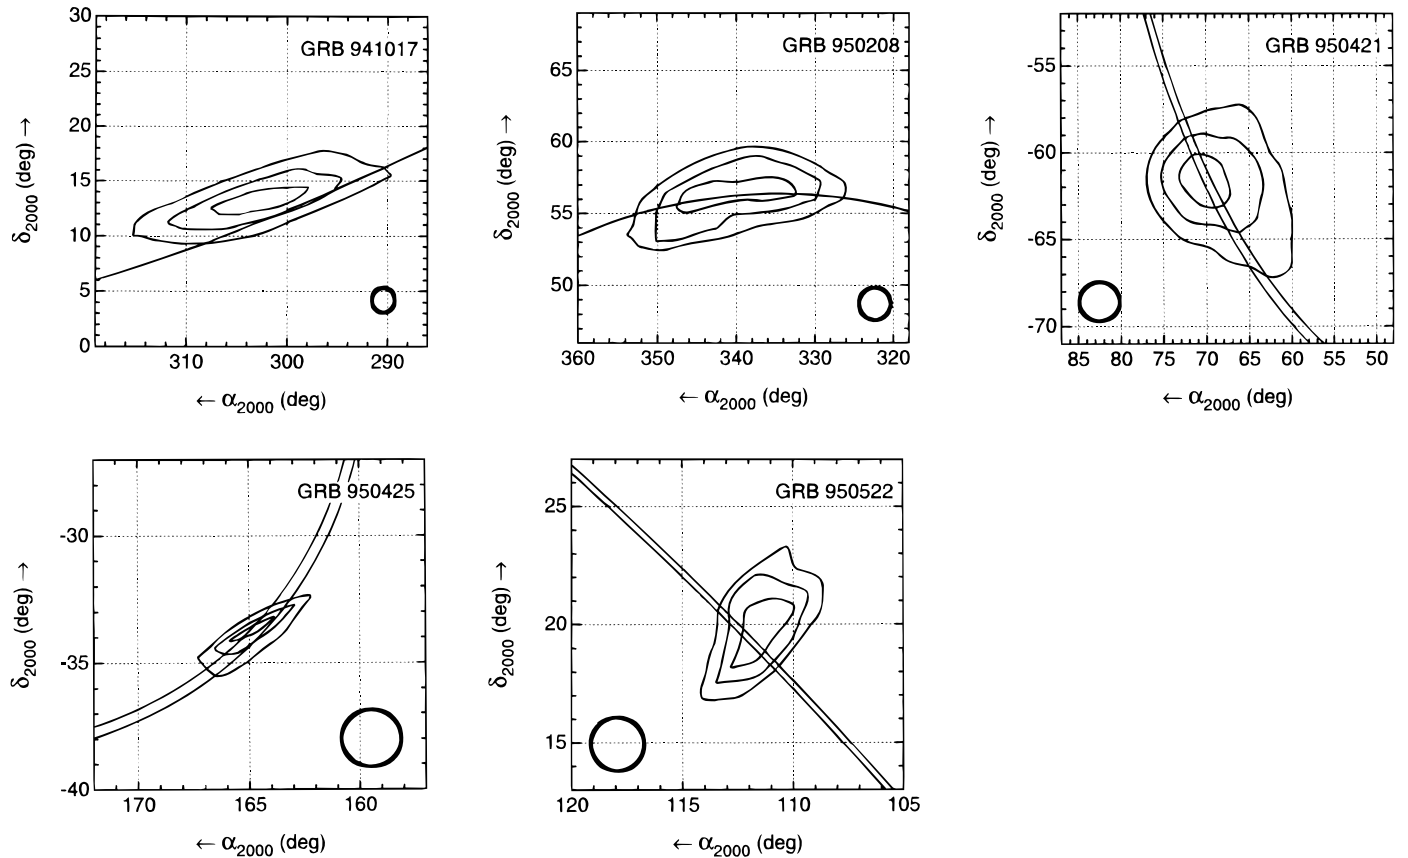 GRB 941017
30
25
20
15
10
5
0
δ2000 (deg) →
310 300 290
← α2000 (deg)
GRB 950208
65
60
55
50
δ2000 (deg) →
360 350 340 330 320
← α2000 (deg)
GRB 950421
-55
-60
-65
-70
δ2000 (deg) →
85 80 75 70 65 60 55 50
← α2000 (deg)
GRB 950425
-30
-35
-40
δ2000 (deg) →
170 165 160
← α2000 (deg)
GRB 950522
25
20
15
δ2000 (deg) →
120 115 110 105
← α2000 (deg)